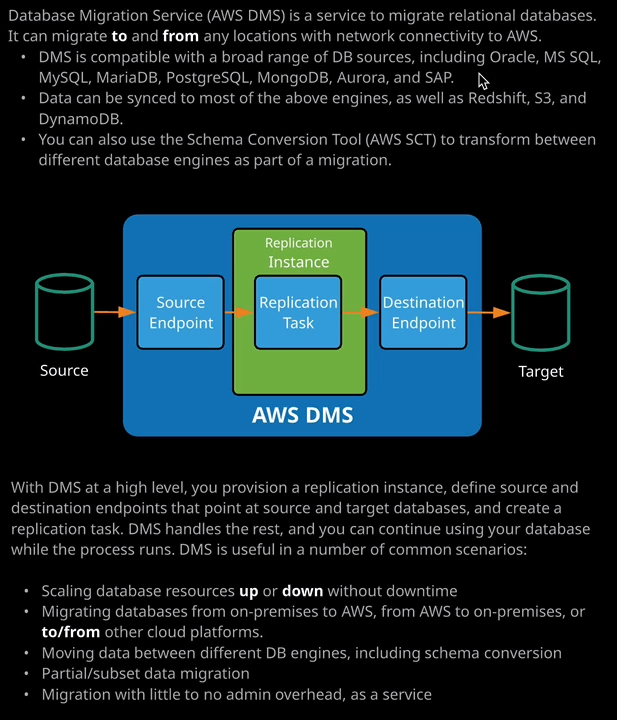 Database Migration Service (AWS DMS) is a service to migrate relational databases.
It can migrate to and from any locations with network connectivity to AWS.
• DMS is compatible with a broad range of DB sources, including Oracle, MS SQL,
MySQL, MariaDB, PostgreSQL, MongoDB, Aurora, and SAP.
• Data can be synced to most of the above engines, as well as Redshift, S3, and
DynamoDB.
• You can also use the Schema Conversion Tool (AWS SCT) to transform between
different database engines as part of a migration.
Replication
Instance
Source
Endpoint
Replication
Task
Destination
Endpoint
Source
Target
AWS DMS
With DMS at a high level, you provision a replication instance, define source and
destination endpoints that point at source and target databases, and create a
replication task. DMS handles the rest, and you can continue using your database
while the process runs. DMS is useful in a number of common scenarios:
• Scaling database resources up or down without downtime
• Migrating databases from on-premises to AWS, from AWS to on-premises, or
to/from other cloud platforms.
• Moving data between different DB engines, including schema conversion
• Partial/subset data migration
• Migration with little to no admin overhead, as a service